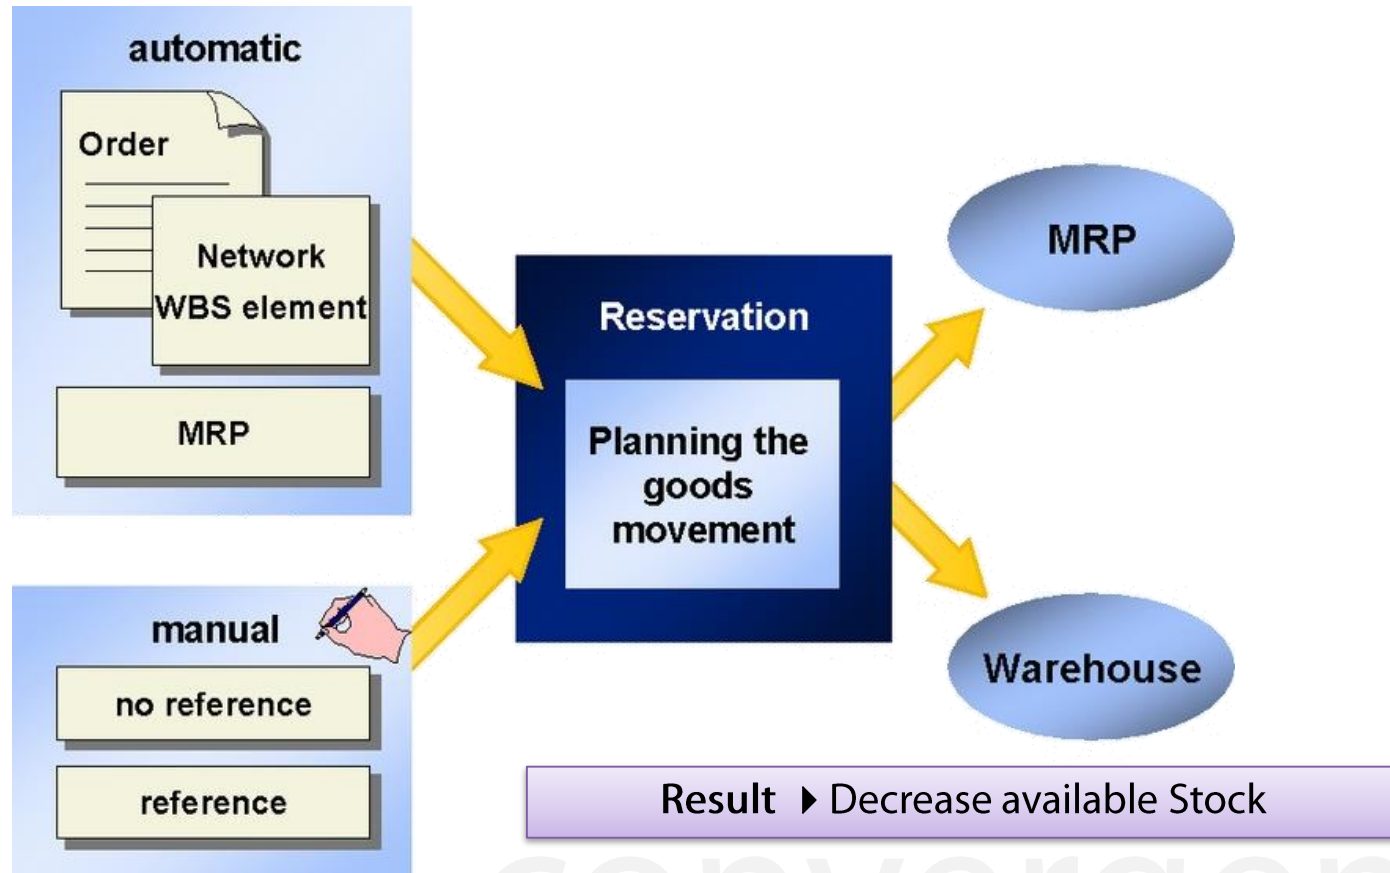 automatic
Order
Network
WBS element
MRP
manual
no reference
reference
Reservation
Planning the
goods
movement
MRP
Warehouse
Result ▶ Decrease available Stock